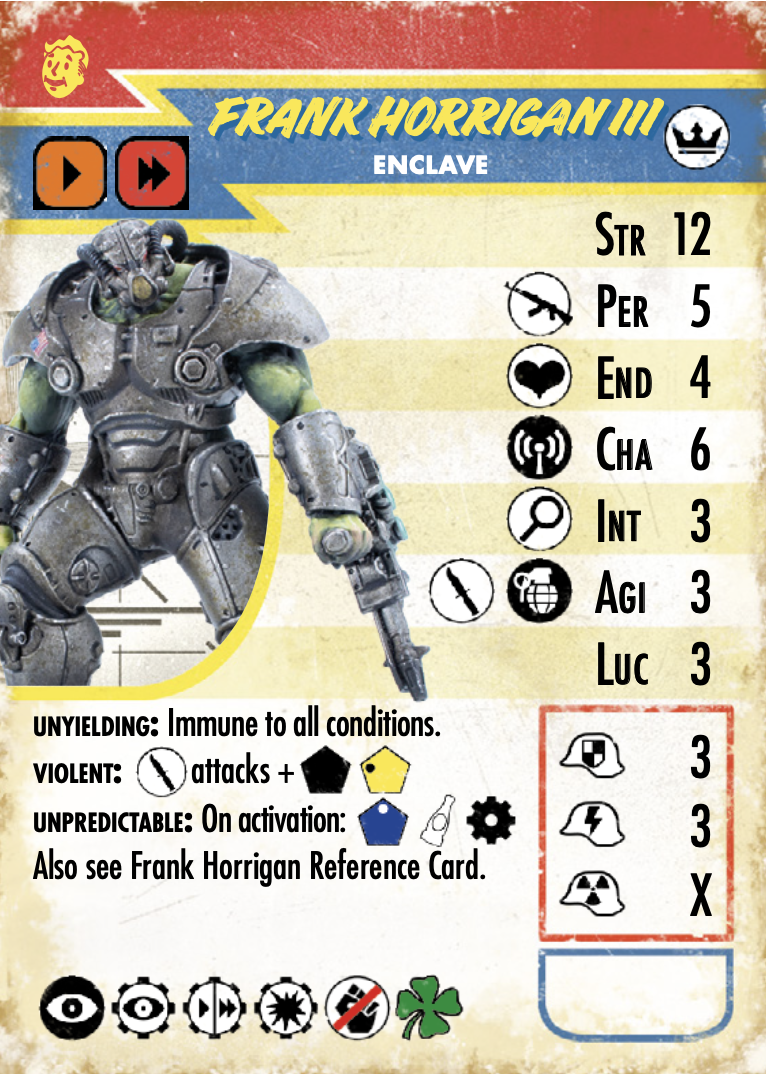 FRANK HORRIGAN III
ENCLAVE
STR 12
PER 5
END 4
CHA 6
INT 3
AGI 3
LUC 3
UNYIELDING: Immune to all conditions.
VIOLENT: attacks +
UNPREDICTABLE: On activation:
Also see Frank Horrigan Reference Card.
3
3
X